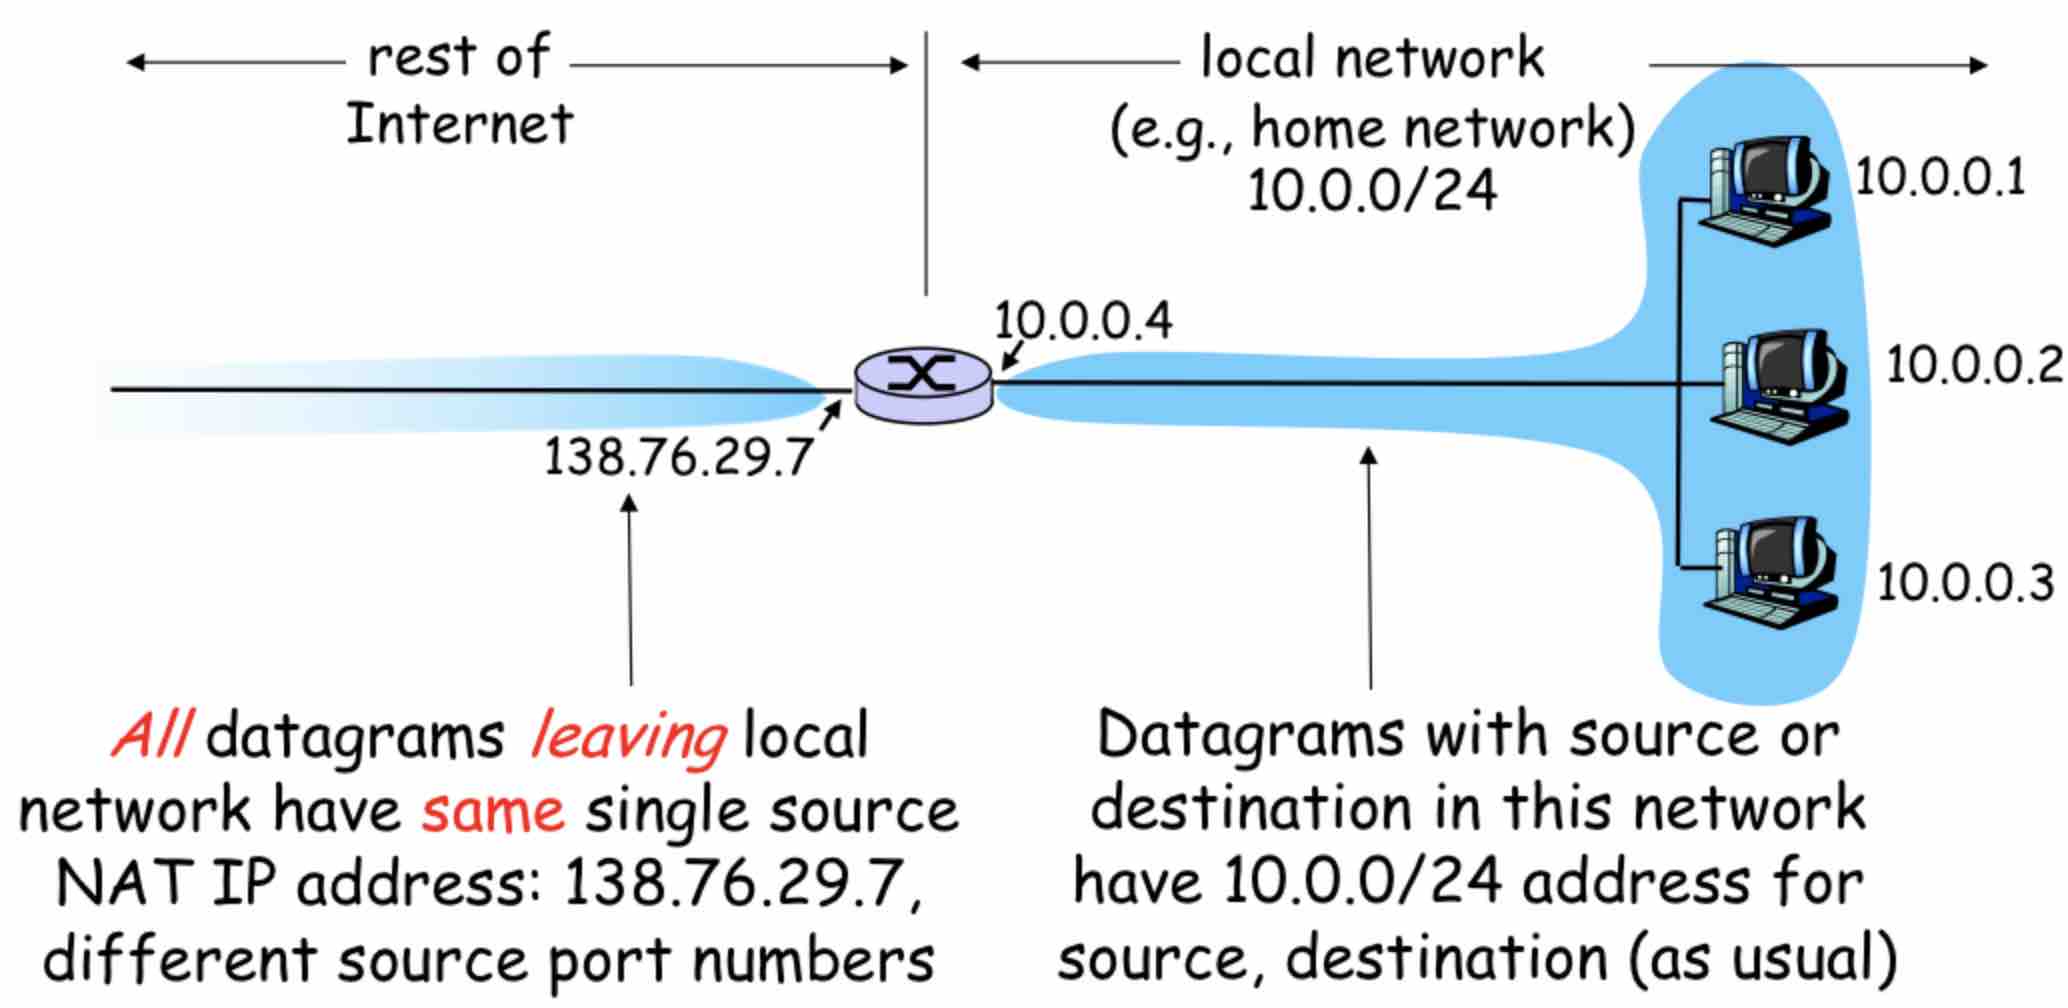 rest of
Internet
local network
(e.g., home network)
10.0.0/24
10.0.0.1
10.0.0.4
10.0.0.2
138.76.29.7
10.0.0.3
All datagrams leaving local
network have same single source
NAT IP address: 138.76.29.7,
different source port numbers
Datagrams with source or
destination in this network
have 10.0.0/24 address for
source, destination (as usual)